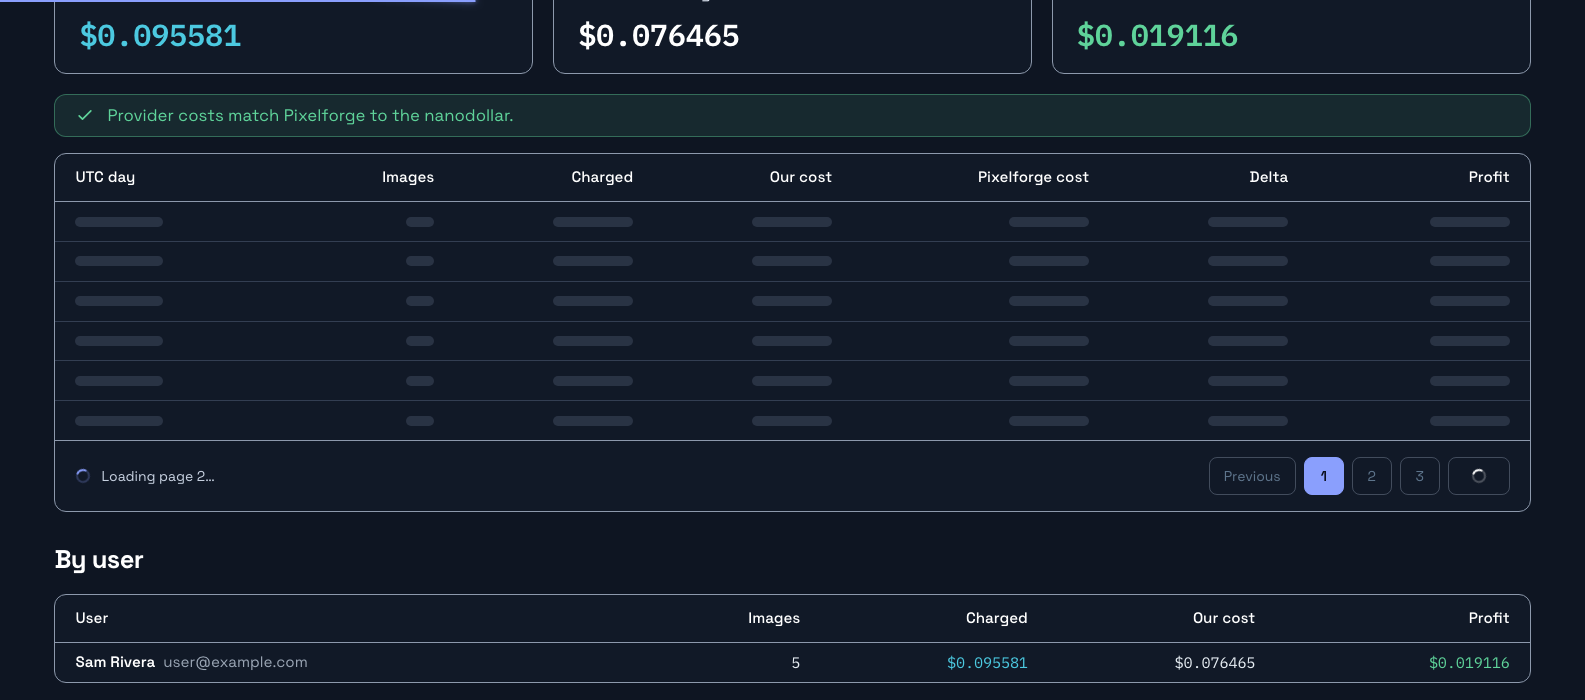 $0.095581 $0.076465 $0.019116
Provider costs match Pixelforge to the nanodollar.
UTC day Images Charged Our cost Pixelforge cost Delta Profit
Loading page 2… Previous 1 2 3
By user
User Images Charged Our cost Profit
Sam Rivera user@example.com 5 $0.095581 $0.076465 $0.019116